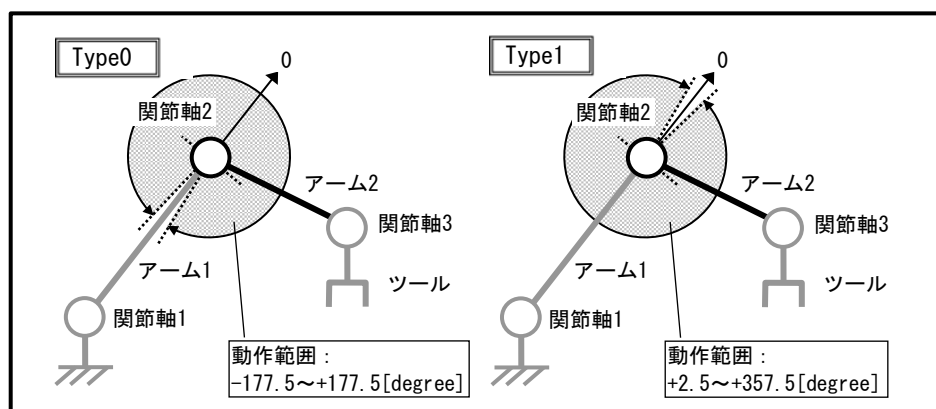 Type0
0
関節軸2
アーム2
関節軸3
アーム1
ツール
関節軸1
動作範囲：
-177.5～+177.5[degree]
Type1
0
関節軸2
アーム2
関節軸3
アーム1
ツール
関節軸1
動作範囲：
+2.5～+357.5[degree]